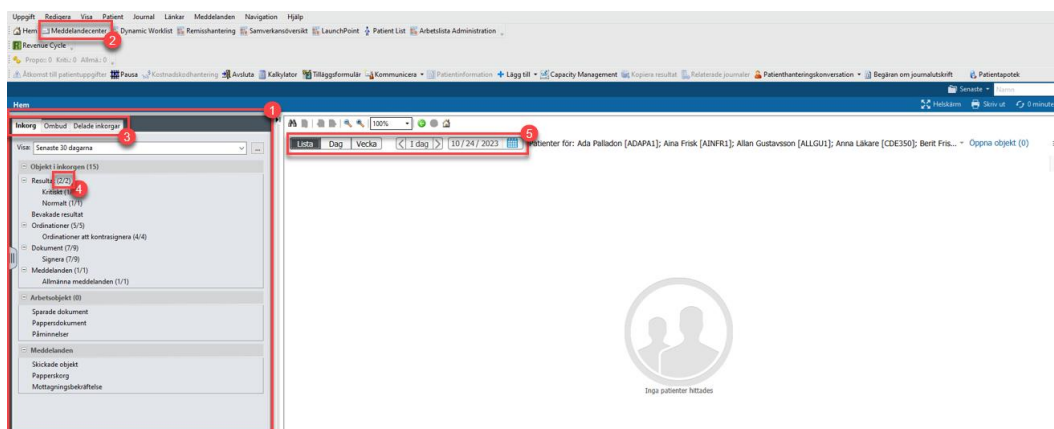 Uppgift Redigera Visa Patient Journal Länkar Meddelanden Navigation Hjälp
Hem Meddelandecenter Dynamic Worklist Remisshantering Samverkansöversikt LaunchPoint Patient List Arbetslista Administration
2
Revenue Cycle
Propos: 0 Kriti.: 0 Allmä.: 0
Åtkomst till patientuppgifter Pausa Kostnadskodhantering Avsluta Kalkylator Tilläggsformulär Kommunicera Patientinformation Lägg till Capacity Management Kopiera resultat Relaterade journaler Patienthanteringskonversation Begäran om journalutskrift Patientapotek
Senaste Namn
Hem
Helskärm Skriv ut 0 minute
1
Inkorg Ombud Delade inkorgar
3
100%
5
Visa: Senaste 30 dagarna ...
Lista Dag Vecka I dag 10/24/2023 Patienter för: Ada Palladon [ADAPA1]; Aina Frisk [AINFR1]; Allan Gustavsson [ALLGU1]; Anna Läkare [CDE350]; Berit Fris... Öppna objekt (0)
Objekt i inkorgen (15)
Resultat (2/2)
4
Kritiskt
Normalt (1/1)
Bevakade resultat
Ordinationer (5/5)
Ordinationer att kontrasignera (4/4)
Dokument (7/9)
Signera (7/9)
Meddelanden (1/1)
Allmänna meddelanden (1/1)
Arbetsobjekt (0)
Sparade dokument
Pappersdokument
Påminnelser
Meddelanden
Skickade objekt
Papperskorg
Mottagningsbekräftelse
Inga patienter hittades